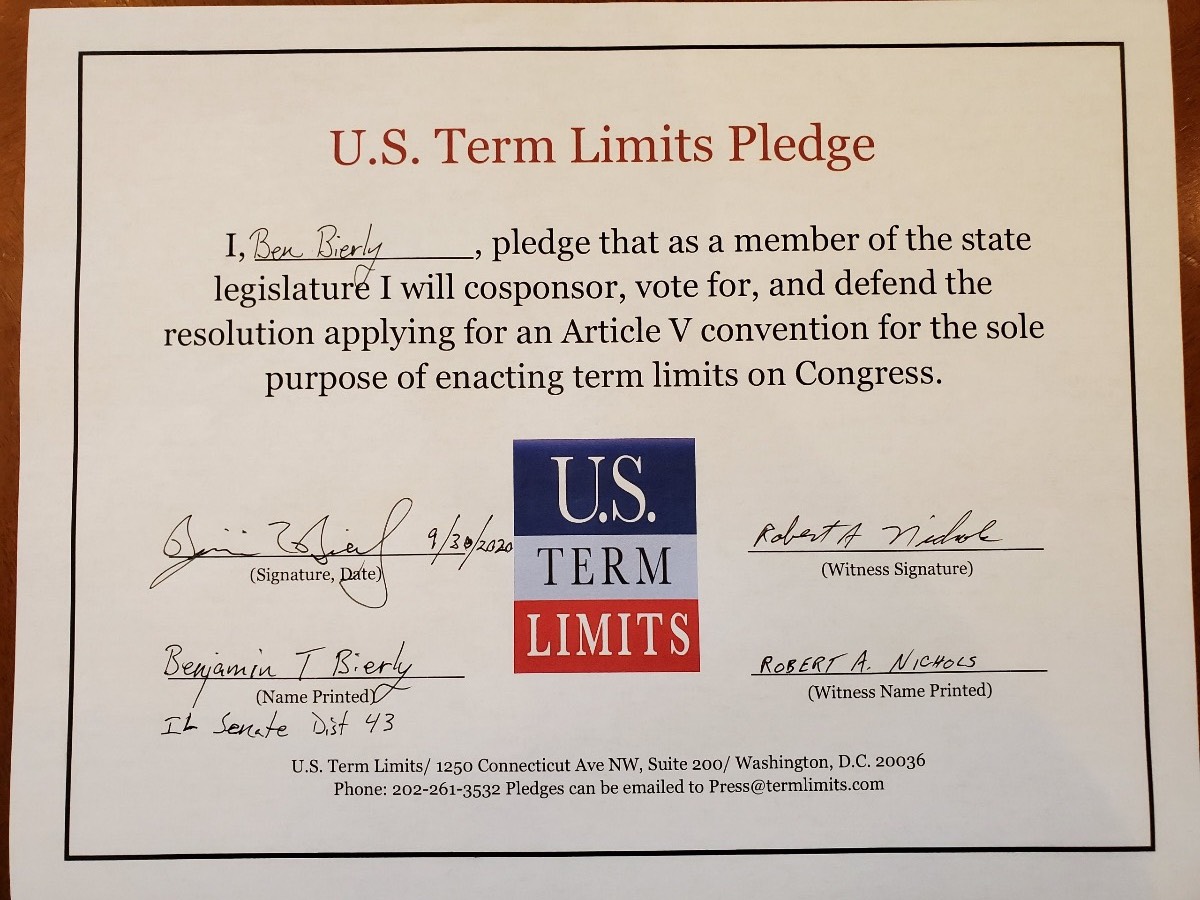 U.S. Term Limits Pledge
I, Ben Bierly, pledge that as a member of the state
legislature I will cosponsor, vote for, and defend the
resolution applying for an Article V convention for the sole
purpose of enacting term limits on Congress.
9/30/2020
(Signature, Date)
U.S.
TERM
LIMITS
Robert A Nichols
(Witness Signature)
Benjamin T Bierly
(Name Printed)
IL Senate Dist 43
ROBERT A. NICHOLS
(Witness Name Printed)
U.S. Term Limits/ 1250 Connecticut Ave NW, Suite 200/ Washington, D.C. 20036
Phone: 202-261-3532 Pledges can be emailed to Press@termlimits.com